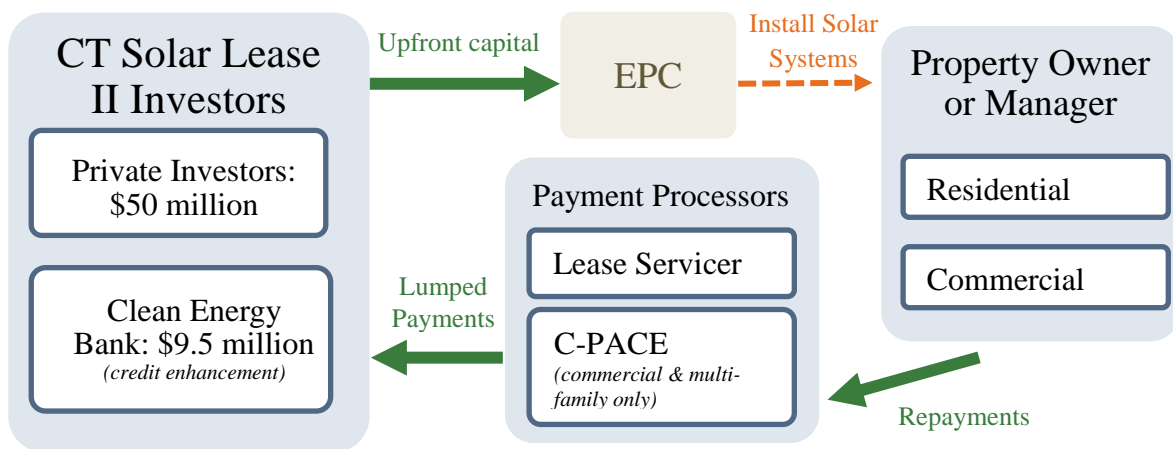 CT Solar Lease
II Investors
Private Investors:
$50 million
Clean Energy
Bank: $9.5 million
(credit enhancement)
Upfront capital
EPC
Install Solar
Systems
Property Owner
or Manager
Residential
Commercial
Payment Processors
Lease Servicer
C-PACE
(commercial & multi-
family only)
Lumped
Payments
Repayments